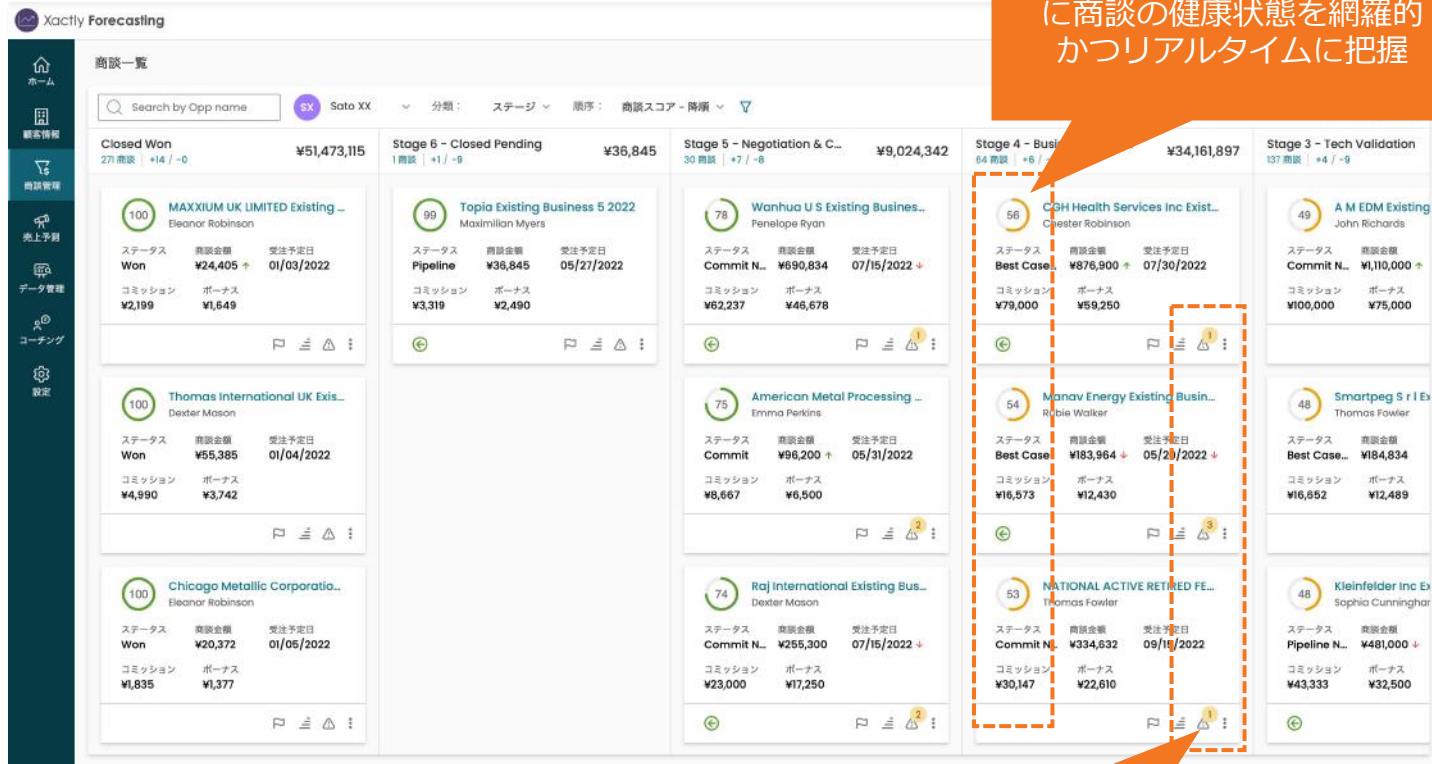 Xactly Forecasting
に商談の健康状態を網羅的
かつリアルタイムに把握
ホーム
顧客情報
商談管理
売上予測
データ管理
コーチング
設定
商談一覧
Search by Opp name
SX Sato XX 分類： ステージ 順序： 商談スコア - 降順
Closed Won ¥51,473,115
271 商談 | +14 / -0
100 MAXXIUM UK LIMITED Existing ...
Eleanor Robinson
ステータス 商談金額 受注予定日
Won ¥24,405 ↑ 01/03/2022
コミッション ボーナス
¥2,199 ¥1,649
100 Thomas International UK Exis...
Dexter Mason
ステータス 商談金額 受注予定日
Won ¥55,385 01/04/2022
コミッション ボーナス
¥4,990 ¥3,742
100 Chicago Metallic Corporatio...
Eleanor Robinson
ステータス 商談金額 受注予定日
Won ¥20,372 01/05/2022
コミッション ボーナス
¥1,835 ¥1,377
Stage 6 - Closed Pending ¥36,845
1 商談 | +1 / -9
99 Topia Existing Business 5 2022
Maximilian Myers
ステータス 商談金額 受注予定日
Pipeline ¥36,845 05/27/2022
コミッション ボーナス
¥3,319 ¥2,490
Stage 5 - Negotiation & C... ¥9,024,342
30 商談 | +7 / -8
78 Wanhua U S Existing Busines...
Penelope Ryan
ステータス 商談金額 受注予定日
Commit N... ¥690,834 07/15/2022 ↓
コミッション ボーナス
¥62,237 ¥46,678
1
75 American Metal Processing ...
Emma Perkins
ステータス 商談金額 受注予定日
Commit ¥96,200 ↑ 05/31/2022
コミッション ボーナス
¥8,667 ¥6,500
2
74 Raj International Existing Bus...
Dexter Mason
ステータス 商談金額 受注予定日
Commit N... ¥255,300 07/15/2022 ↓
コミッション ボーナス
¥23,000 ¥17,250
2
Stage 4 - Busi ¥34,161,897
64 商談 | +6 /
56 CGH Health Services Inc Exist...
Chester Robinson
ステータス 商談金額 受注予定日
Best Case... ¥876,900 ↑ 07/30/2022
コミッション ボーナス
¥79,000 ¥59,250
1
54 Manav Energy Existing Busin...
Robie Walker
ステータス 商談金額 受注予定日
Best Case ¥183,964 ↓ ↓
コミッション ボーナス
¥16,573 ¥12,430
3
53 NATIONAL ACTIVE RETIRED FE...
Thomas Fowler
ステータス 商談金額 受注予定日
Commit N... ¥334,632 09/15/2022
コミッション ボーナス
¥30,147 ¥22,610
1
Stage 3 - Tech Validation
137 商談 | +4 / -9
49 A M EDM Existing
John Richards
ステータス 商談金額
Commit N... ¥1,110,000 ↑
コミッション ボーナス
¥100,000 ¥75,000
48 Smartpeg S r l Ex
Thomas Fowler
ステータス 商談金額
Best Case... ¥184,834
コミッション ボーナス
¥16,652 ¥12,489
48 Kleinfelder Inc Ex
Sophia Cunninghar
ステータス 商談金額
Pipeline N... ¥481,000 ↓
コミッション ボーナス
¥43,333 ¥32,500